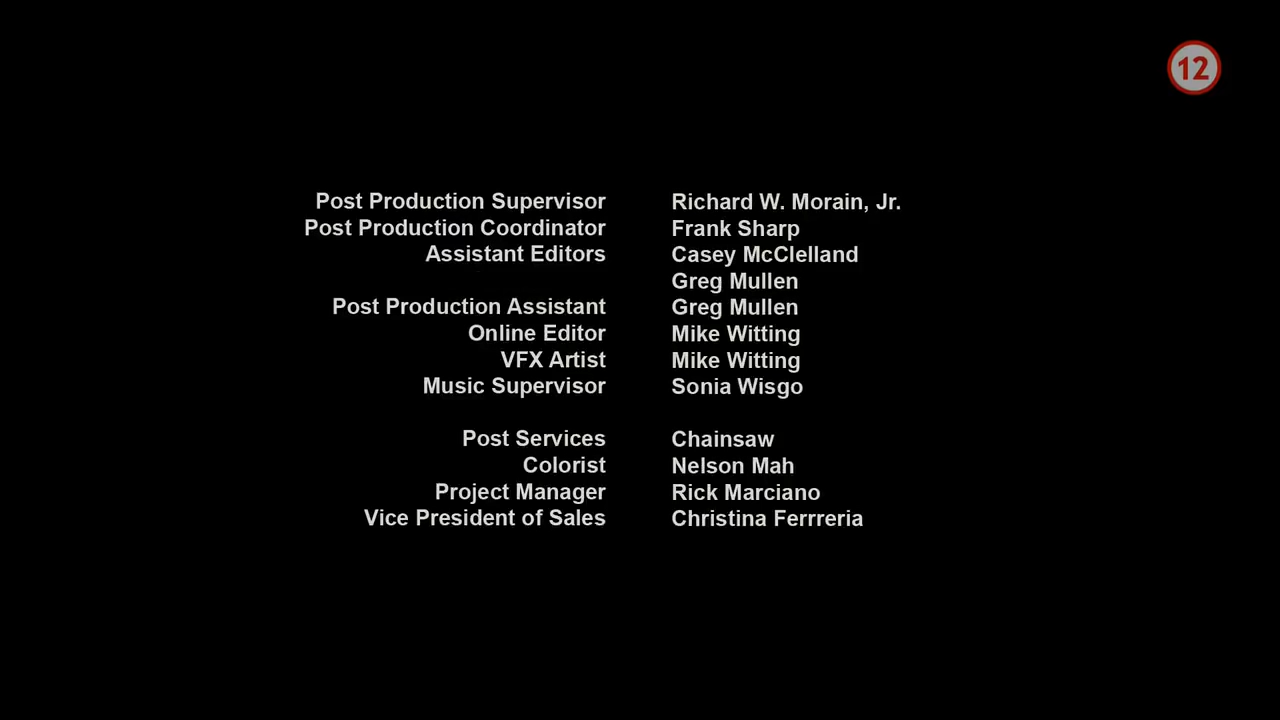 12
Post Production Supervisor Richard W. Morain, Jr.
Post Production Coordinator Frank Sharp
Assistant Editors Casey McClelland
Greg Mullen
Post Production Assistant Greg Mullen
Online Editor Mike Witting
VFX Artist Mike Witting
Music Supervisor Sonia Wisgo
Post Services Chainsaw
Colorist Nelson Mah
Project Manager Rick Marciano
Vice President of Sales Christina Ferrreria